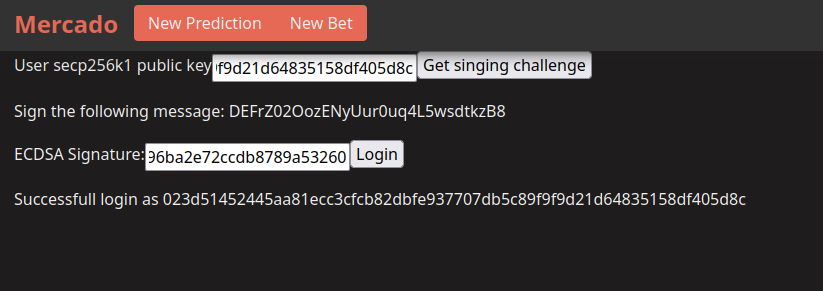 Mercado New Prediction New Bet
User secp256k1 public key f9d21d64835158df405d8c Get singing challenge
Sign the following message: DEFrZ02OozENyUur0uq4L5wsdtkzB8
ECDSA Signature: 96ba2e72ccdb8789a53260 Login
Successfull login as 023d51452445aa81ecc3cfcb82dbfe937707db5c89f9f9d21d64835158df405d8c